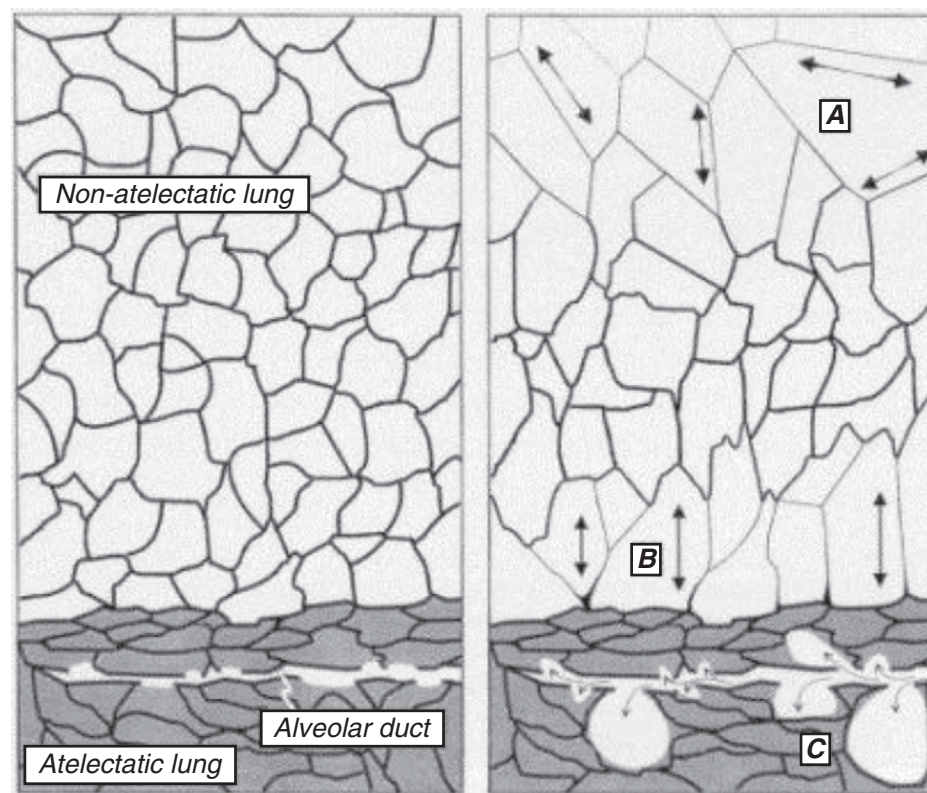 Non-atelectatic lung
Alveolar duct
Atelectatic lung
A
B
C